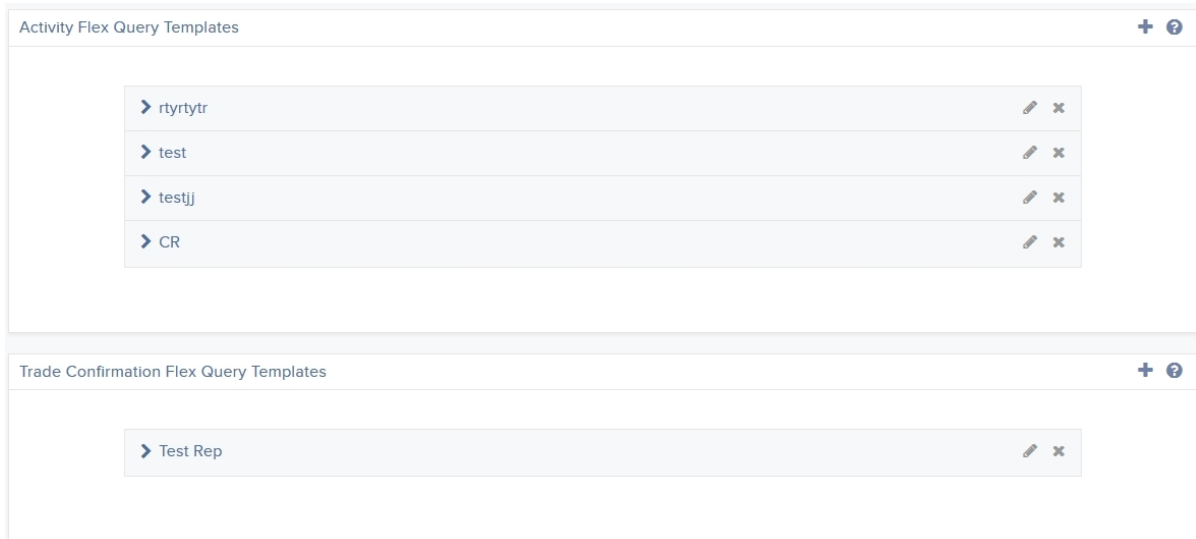 Activity Flex Query Templates
rtyrtytr
test
testjj
CR
Trade Confirmation Flex Query Templates
Test Rep